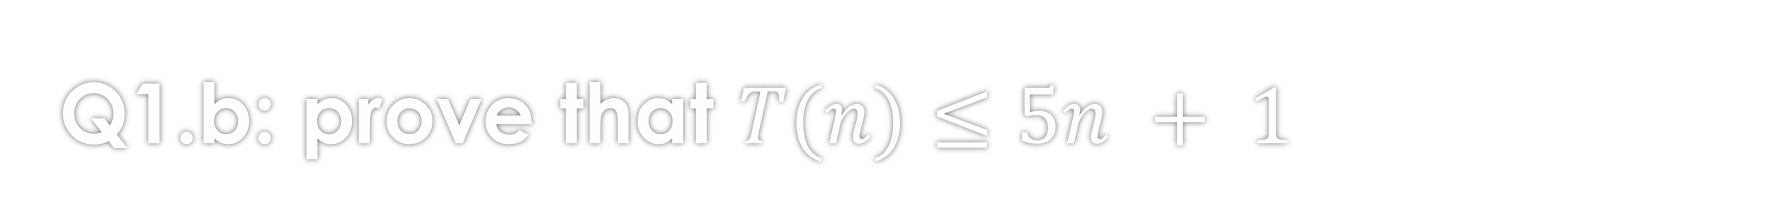 Q1.b: prove that T(n) ≤ 5n + 1